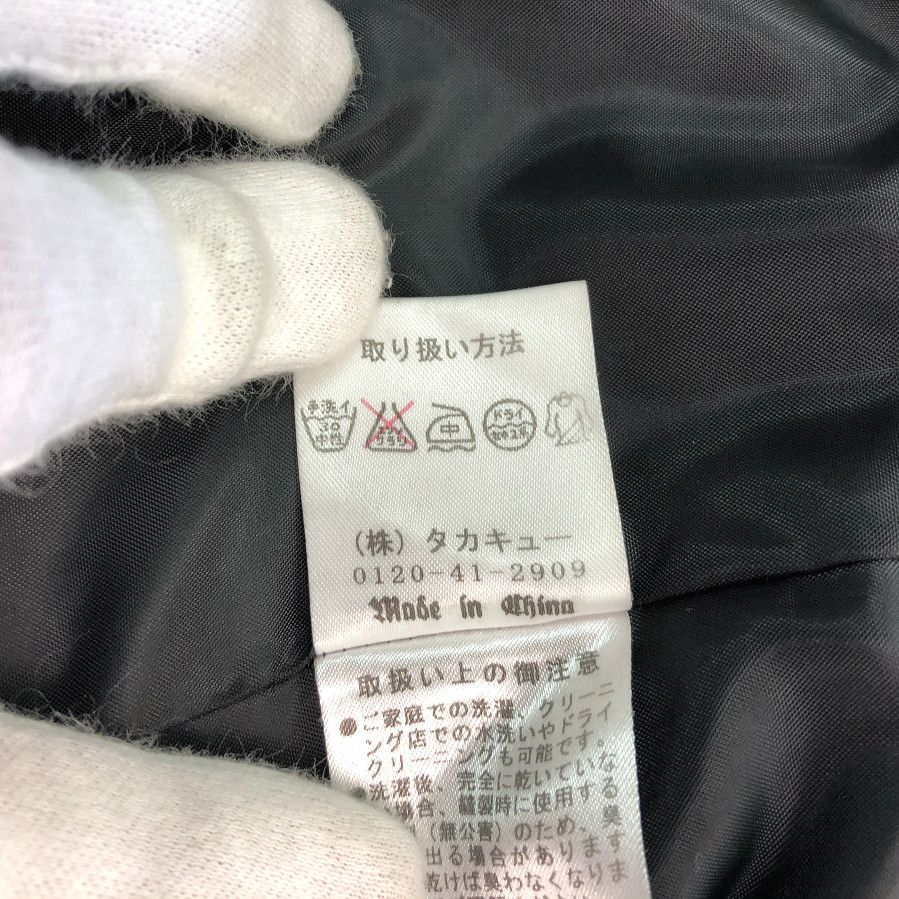 取り扱い方法
手洗イ 30 中性
エンソ サラシ
中
ドライ
(株) タカキュー
0120-41-2909
Made in China
取扱い上の御注意
●ご家庭での洗濯、クリーニ
ング店での水洗いやドライ
クリーニングも可能です。
●洗濯後、完全に乾いていな
場合、縫製時に使用する
(無公害)のため、臭
出る場合があります
乾けば臭わなくなりま